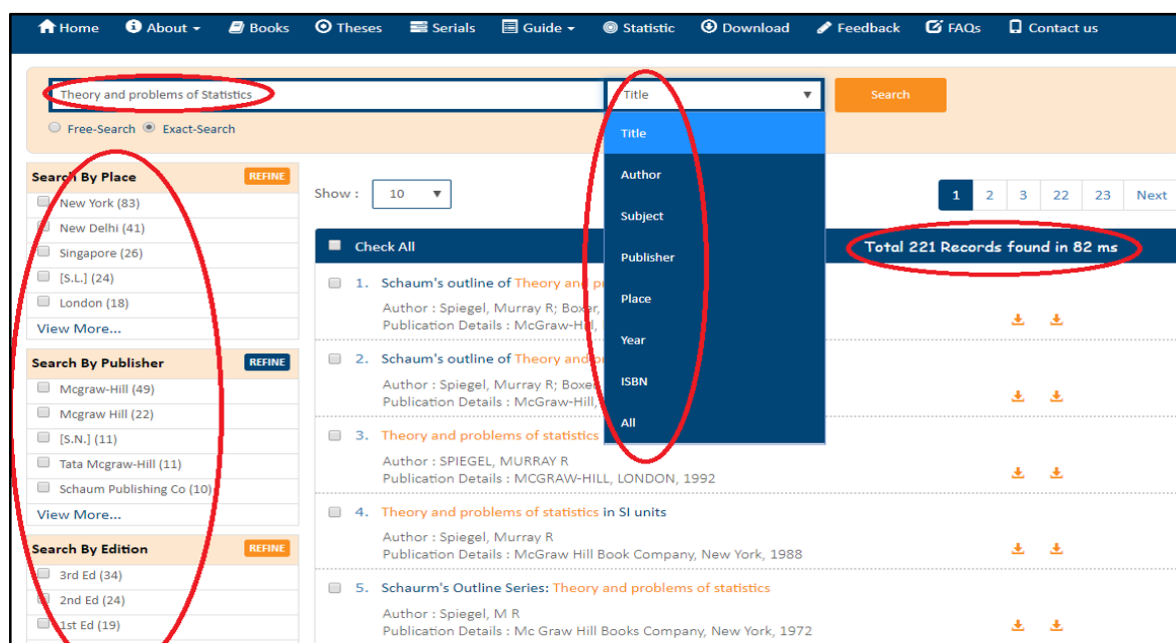 Home About Books Theses Serials Guide Statistic Download Feedback FAQs Contact us
Theory and problems of Statistics
Title
Search
Free-Search Exact-Search
Title
Author
Subject
Publisher
Place
Year
ISBN
All
Search By Place REFINE
New York (83)
New Delhi (41)
Singapore (26)
[S.L.] (24)
London (18)
View More...
Search By Publisher REFINE
Mcgraw-Hill (49)
Mcgraw Hill (22)
[S.N.] (11)
Tata Mcgraw-Hill (11)
Schaum Publishing Co (10)
View More...
Search By Edition REFINE
3rd Ed (34)
2nd Ed (24)
1st Ed (19)
Show : 10
1 2 3 22 23 Next
Check All
Total 221 Records found in 82 ms
1. Schaum's outline of Theory and
Author : Spiegel, Murray R; Boxer,
Publication Details : McGraw-Hill,
2. Schaum's outline of Theory and
Author : Spiegel, Murray R; Boxer
Publication Details : McGraw-Hill,
3. Theory and problems of statistics
Author : SPIEGEL, MURRAY R
Publication Details : MCGRAW-HILL, LONDON, 1992
4. Theory and problems of statistics in SI units
Author : Spiegel, Murray R
Publication Details : McGraw Hill Book Company, New York, 1988
5. Schaurm's Outline Series: Theory and problems of statistics
Author : Spiegel, M R
Publication Details : Mc Graw Hill Books Company, New York, 1972